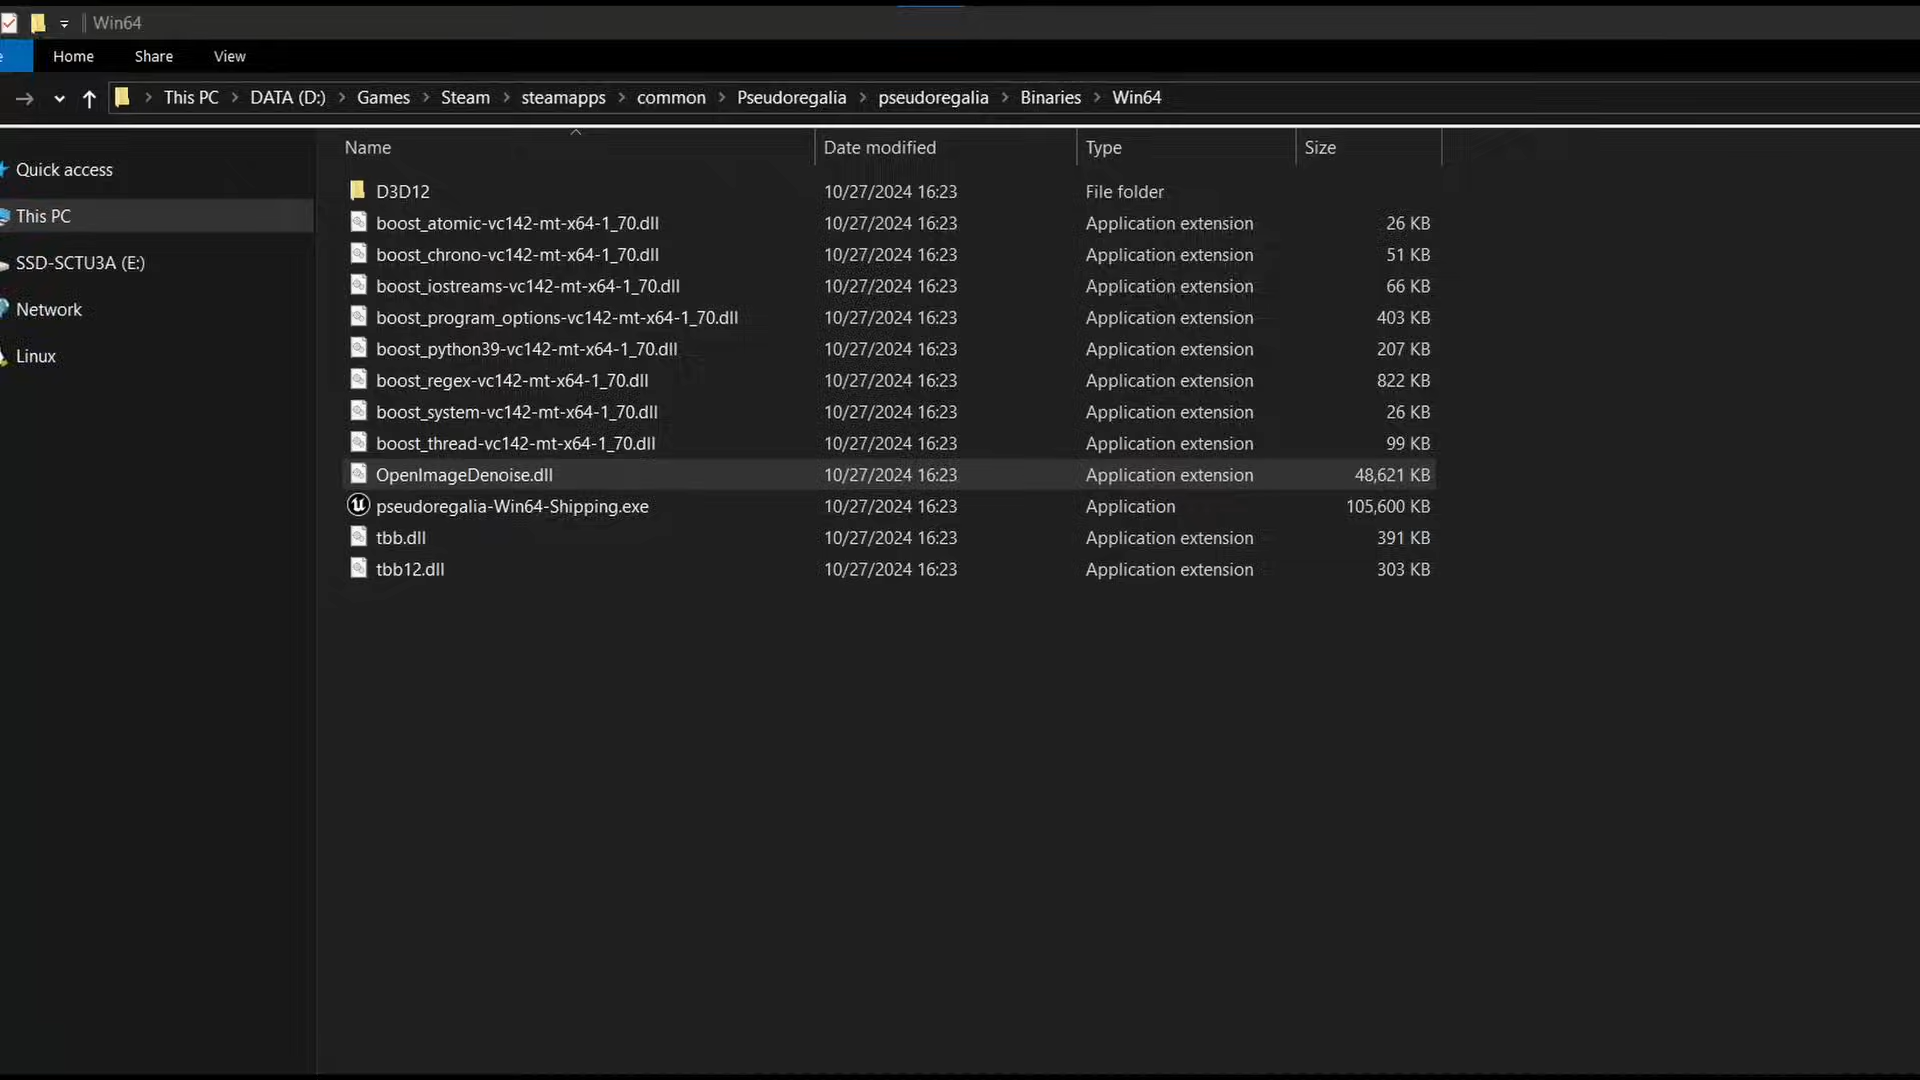 Win64
Home Share View
This PC > DATA (D:) > Games > Steam > steamapps > common > Pseudoregalia > pseudoregalia > Binaries > Win64
Name Date modified Type Size
Quick access
This PC
SSD-SCTU3A (E:)
Network
Linux
D3D12 10/27/2024 16:23 File folder
boost_atomic-vc142-mt-x64-1_70.dll 10/27/2024 16:23 Application extension 26 KB
boost_chrono-vc142-mt-x64-1_70.dll 10/27/2024 16:23 Application extension 51 KB
boost_iostreams-vc142-mt-x64-1_70.dll 10/27/2024 16:23 Application extension 66 KB
boost_program_options-vc142-mt-x64-1_70.dll 10/27/2024 16:23 Application extension 403 KB
boost_python39-vc142-mt-x64-1_70.dll 10/27/2024 16:23 Application extension 207 KB
boost_regex-vc142-mt-x64-1_70.dll 10/27/2024 16:23 Application extension 822 KB
boost_system-vc142-mt-x64-1_70.dll 10/27/2024 16:23 Application extension 26 KB
boost_thread-vc142-mt-x64-1_70.dll 10/27/2024 16:23 Application extension 99 KB
OpenImageDenoise.dll 10/27/2024 16:23 Application extension 48,621 KB
pseudoregalia-Win64-Shipping.exe 10/27/2024 16:23 Application 105,600 KB
tbb.dll 10/27/2024 16:23 Application extension 391 KB
tbb12.dll 10/27/2024 16:23 Application extension 303 KB